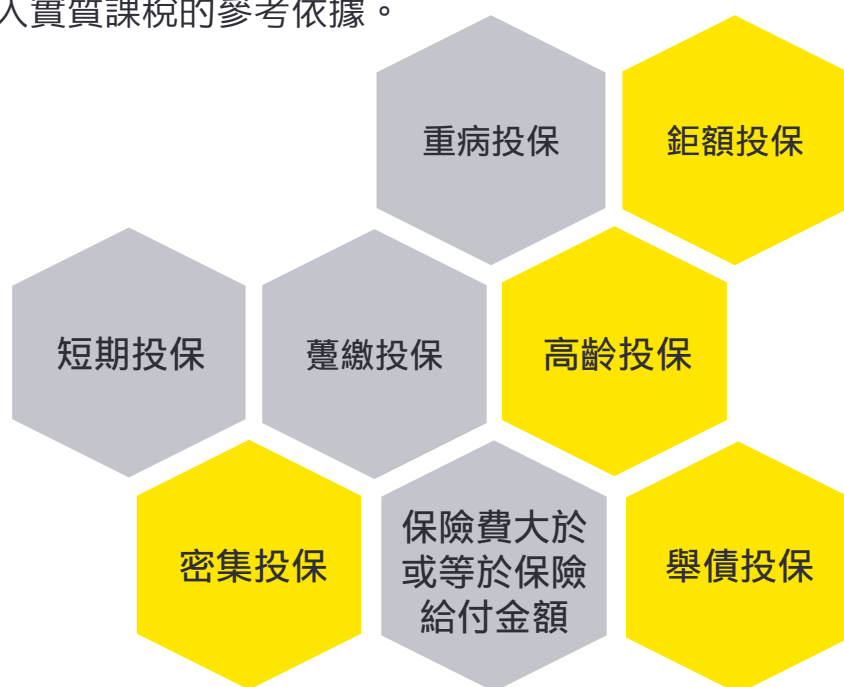 人實質課稅的參考依據。
重病投保
鉅額投保
短期投保
躉繳投保
高齡投保
密集投保
保險費大於
或等於保險
給付金額
舉債投保